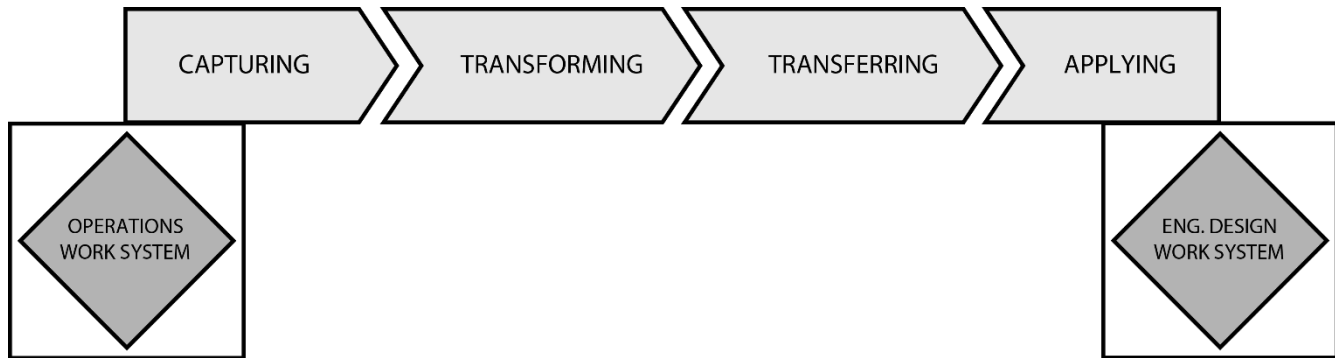 CAPTURING
TRANSFORMING
TRANSFERRING
APPLYING
OPERATIONS
WORK SYSTEM
ENG. DESIGN
WORK SYSTEM